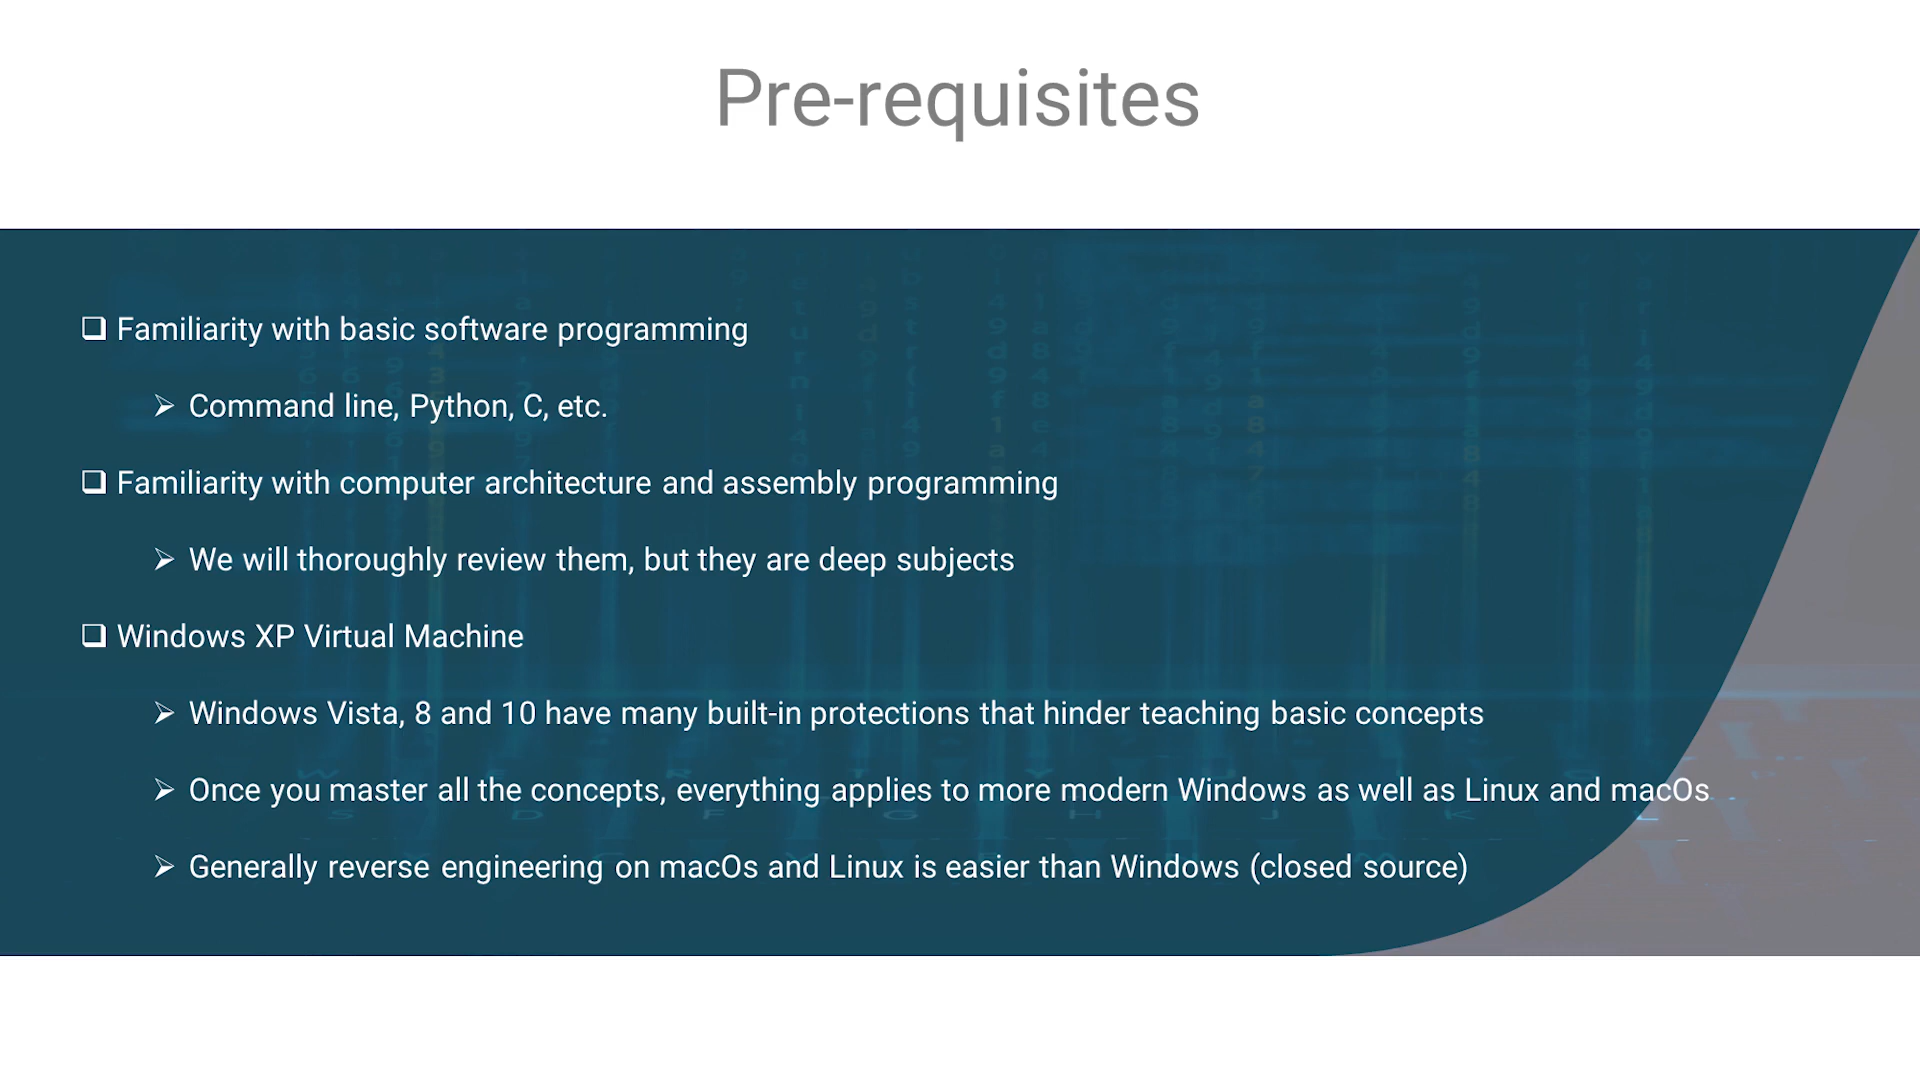 Pre-requisites
❑ Familiarity with basic software programming
➢ Command line, Python, C, etc.
❑ Familiarity with computer architecture and assembly programming
➢ We will thoroughly review them, but they are deep subjects
❑ Windows XP Virtual Machine
➢ Windows Vista, 8 and 10 have many built-in protections that hinder teaching basic concepts
➢ Once you master all the concepts, everything applies to more modern Windows as well as Linux and macOs
➢ Generally reverse engineering on macOs and Linux is easier than Windows (closed source)